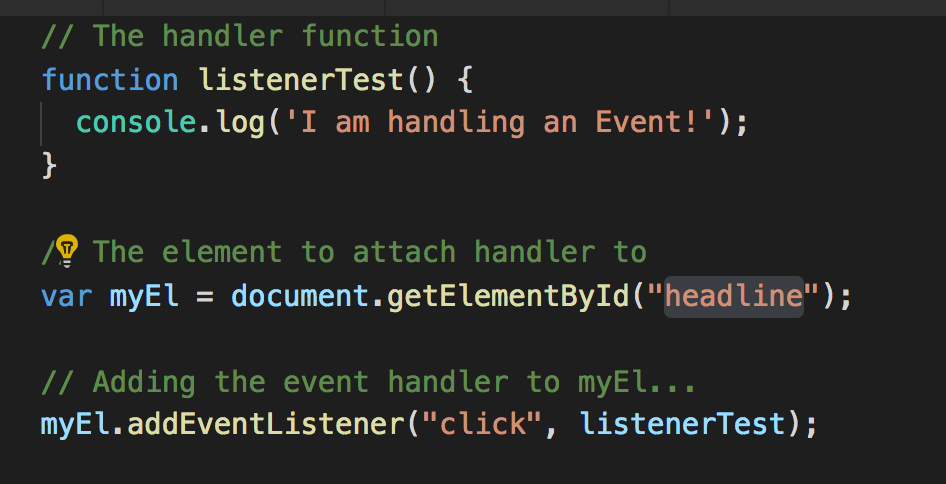 // The handler function
function listenerTest() {
  console.log('I am handling an Event!');
}
/ The element to attach handler to
var myEl = document.getElementById("headline");
// Adding the event handler to myEl...
myEl.addEventListener("click", listenerTest);